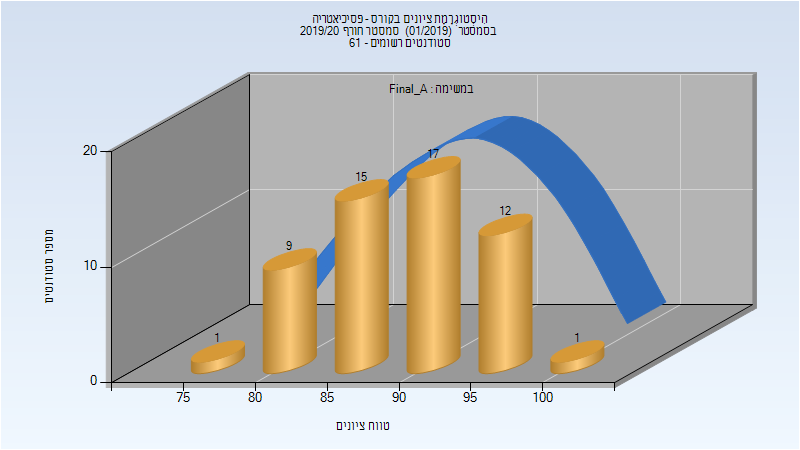 היסטוגרמת ציונים בקורס - פסיכיאטריה
בסמסטר (01/2019) סמסטר חורף 2019/20
סטודנטים רשומים - 61
במשימה : Final_A
מספר סטודנטים
20
10
0
1
9
15
17
12
1
75
80
85
90
95
100
טווח ציונים